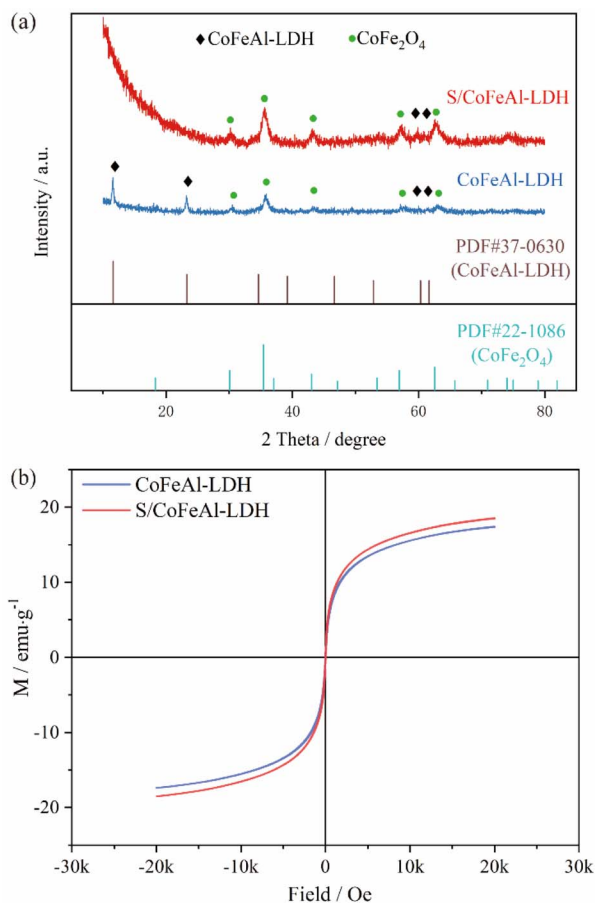 (a)
◆ CoFeAl-LDH ● CoFe₂O₄
S/CoFeAl-LDH
CoFeAl-LDH
PDF#37-0630
(CoFeAl-LDH)
PDF#22-1086
(CoFe₂O₄)
Intensity / a.u.
20 40 60 80
2 Theta / degree
(b)
CoFeAl-LDH
S/CoFeAl-LDH
20
10
0
-10
-20
M / emu·g⁻¹
-30k -20k -10k 0 10k 20k 30k
Field / Oe